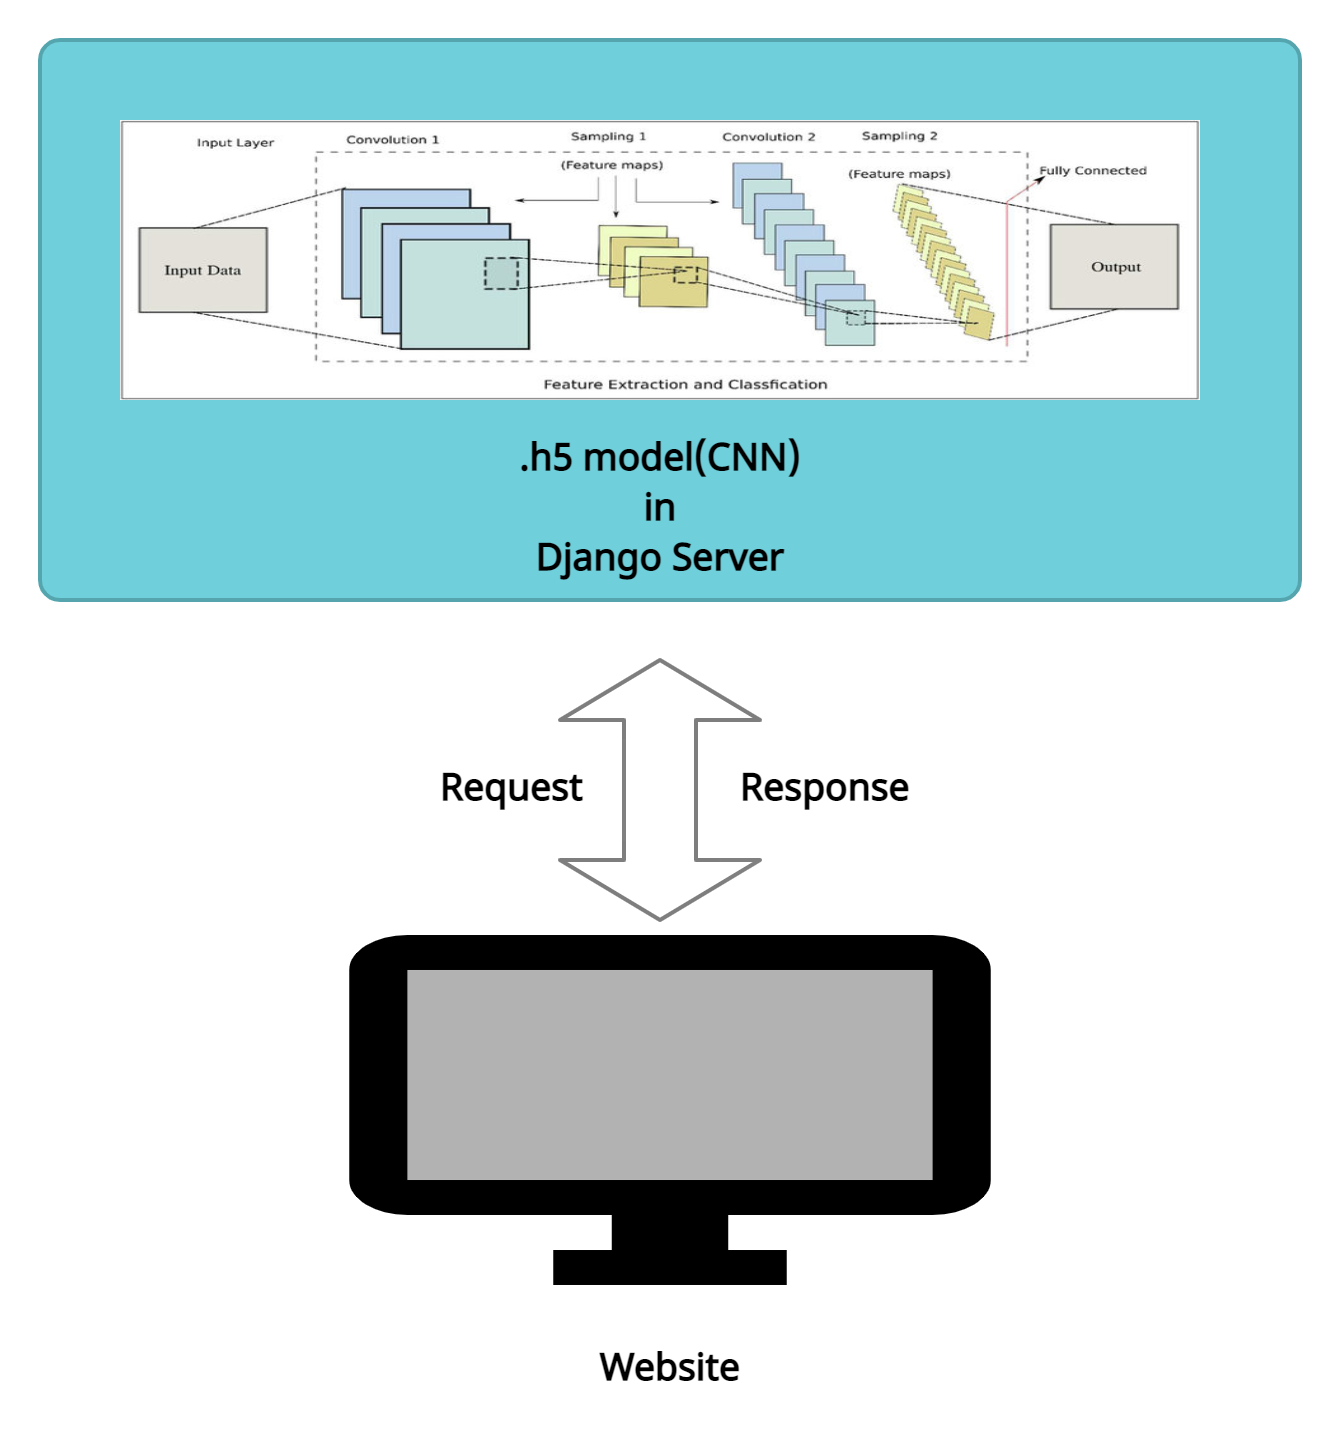 Input Layer
Convolution 1
Sampling 1
Convolution 2
Sampling 2
(Feature maps)
(Feature maps)
Fully Connected
Input Data
Output
Feature Extraction and Classfication
.h5 model(CNN)
in
Django Server
Request
Response
Website